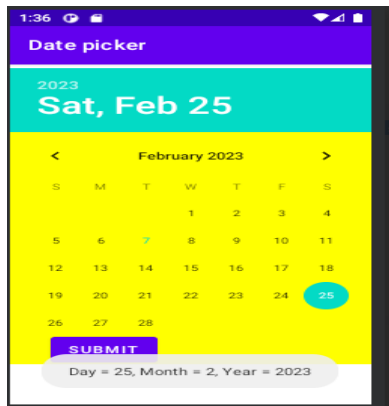 1:36
Date picker
2023
Sat, Feb 25
February 2023
S M T W T F S
1 2 3 4
5 6 7 8 9 10 11
12 13 14 15 16 17 18
19 20 21 22 23 24 25
26 27 28
SUBMIT
Day = 25, Month = 2, Year = 2023